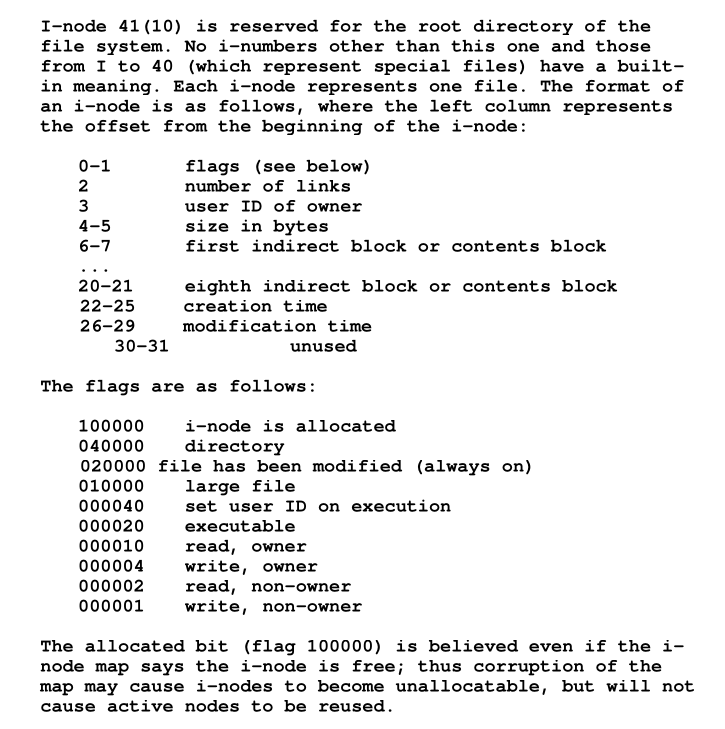 I-node 41(10) is reserved for the root directory of the
file system. No i-numbers other than this one and those
from I to 40 (which represent special files) have a built-
in meaning. Each i-node represents one file. The format of
an i-node is as follows, where the left column represents
the offset from the beginning of the i-node:
0-1 flags (see below)
2 number of links
3 user ID of owner
4-5 size in bytes
6-7 first indirect block or contents block
...
20-21 eighth indirect block or contents block
22-25 creation time
26-29 modification time
30-31 unused
The flags are as follows:
100000 i-node is allocated
040000 directory
020000 file has been modified (always on)
010000 large file
000040 set user ID on execution
000020 executable
000010 read, owner
000004 write, owner
000002 read, non-owner
000001 write, non-owner
The allocated bit (flag 100000) is believed even if the i-
node map says the i-node is free; thus corruption of the
map may cause i-nodes to become unallocatable, but will not
cause active nodes to be reused.